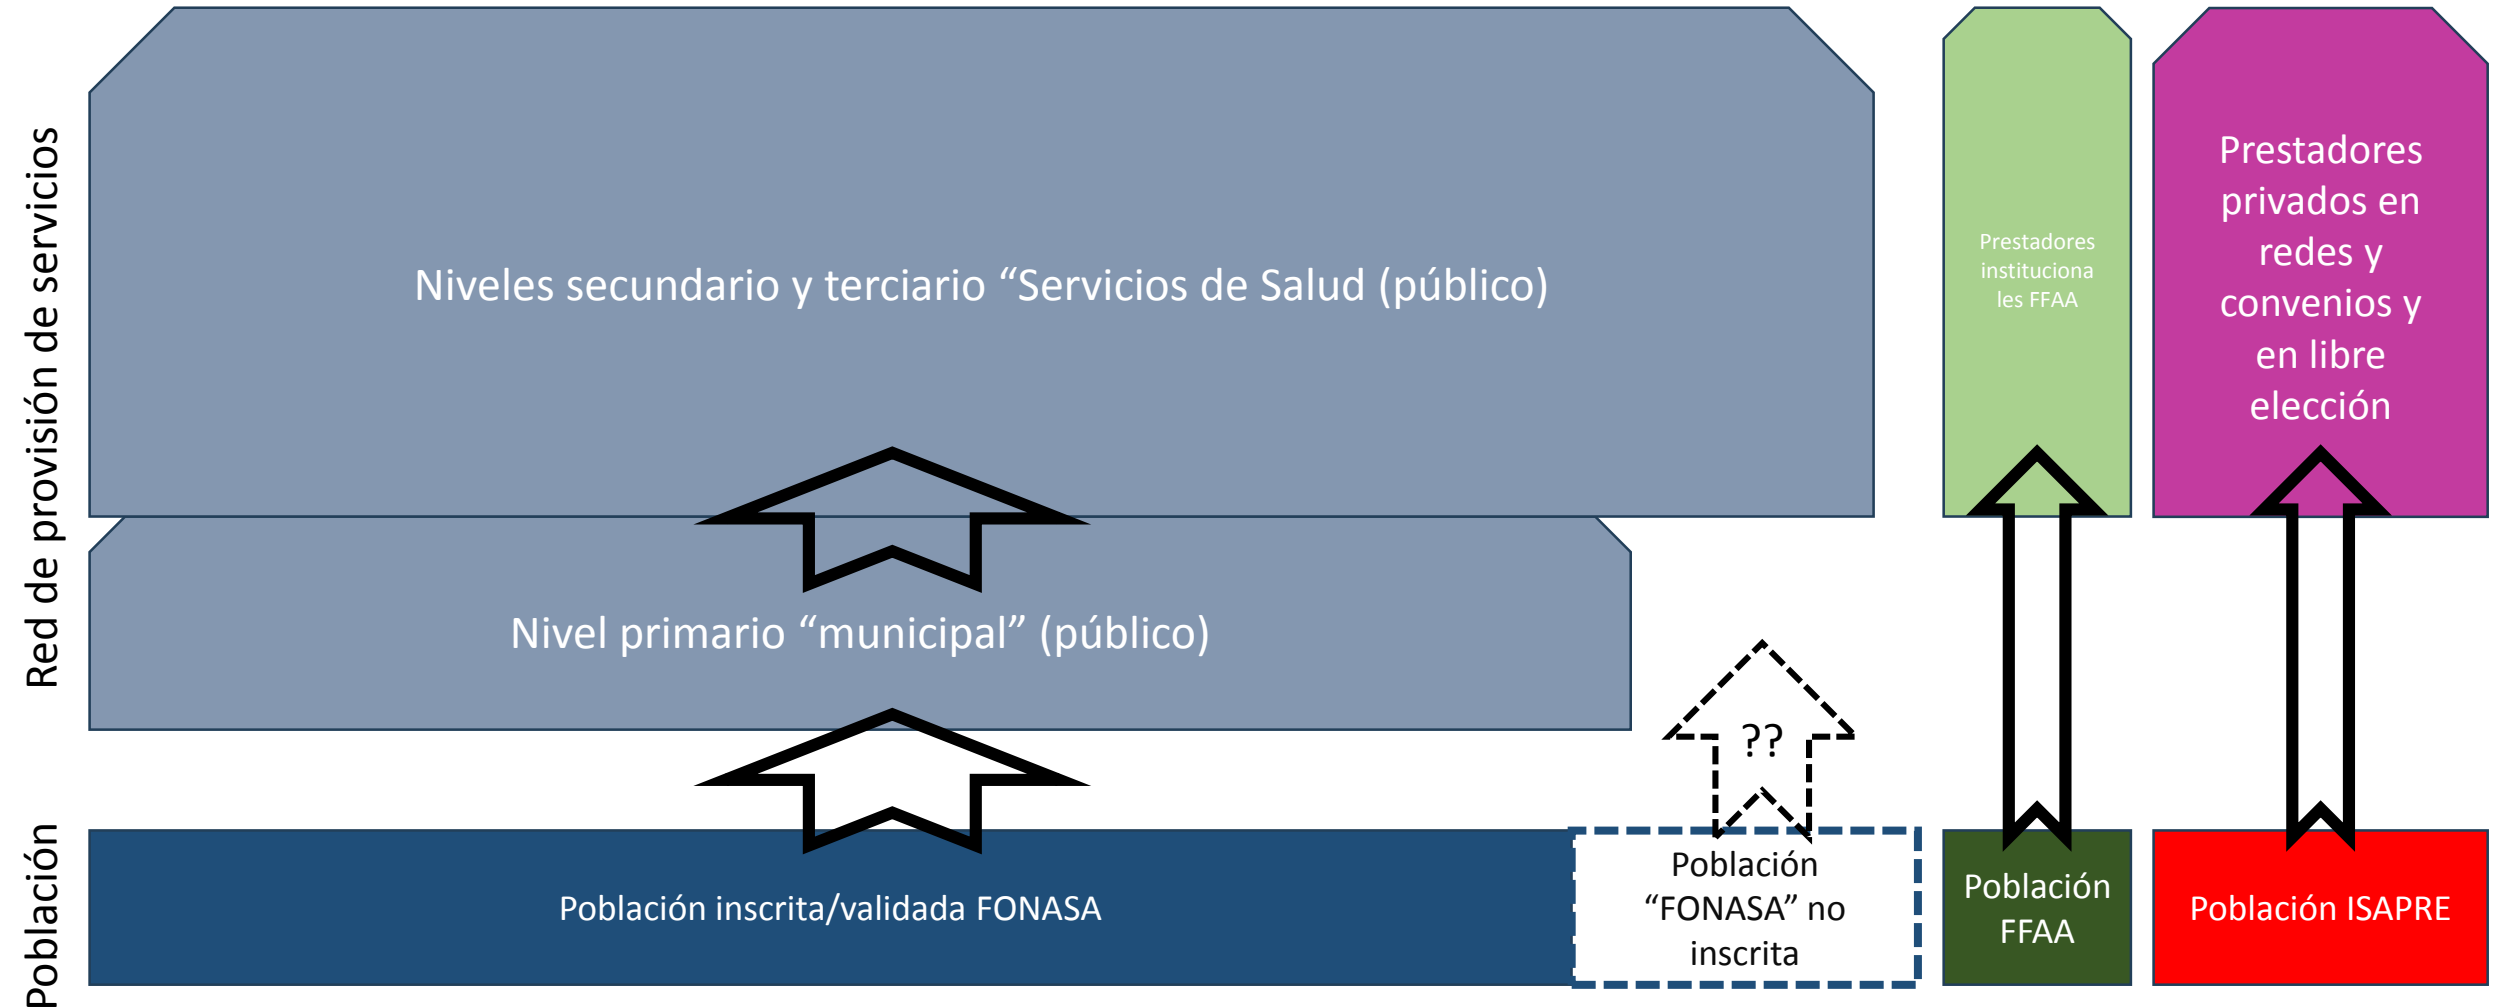 Red de provisión de servicios
Niveles secundario y terciario “Servicios de Salud (público)
Prestadores
instituciona
les FFAA
Prestadores
privados en
redes y
convenios y
en libre
elección
Nivel primario “municipal” (público)
??
Población
Población inscrita/validada FONASA
Población
“FONASA” no
inscrita
Población
FFAA
Población ISAPRE